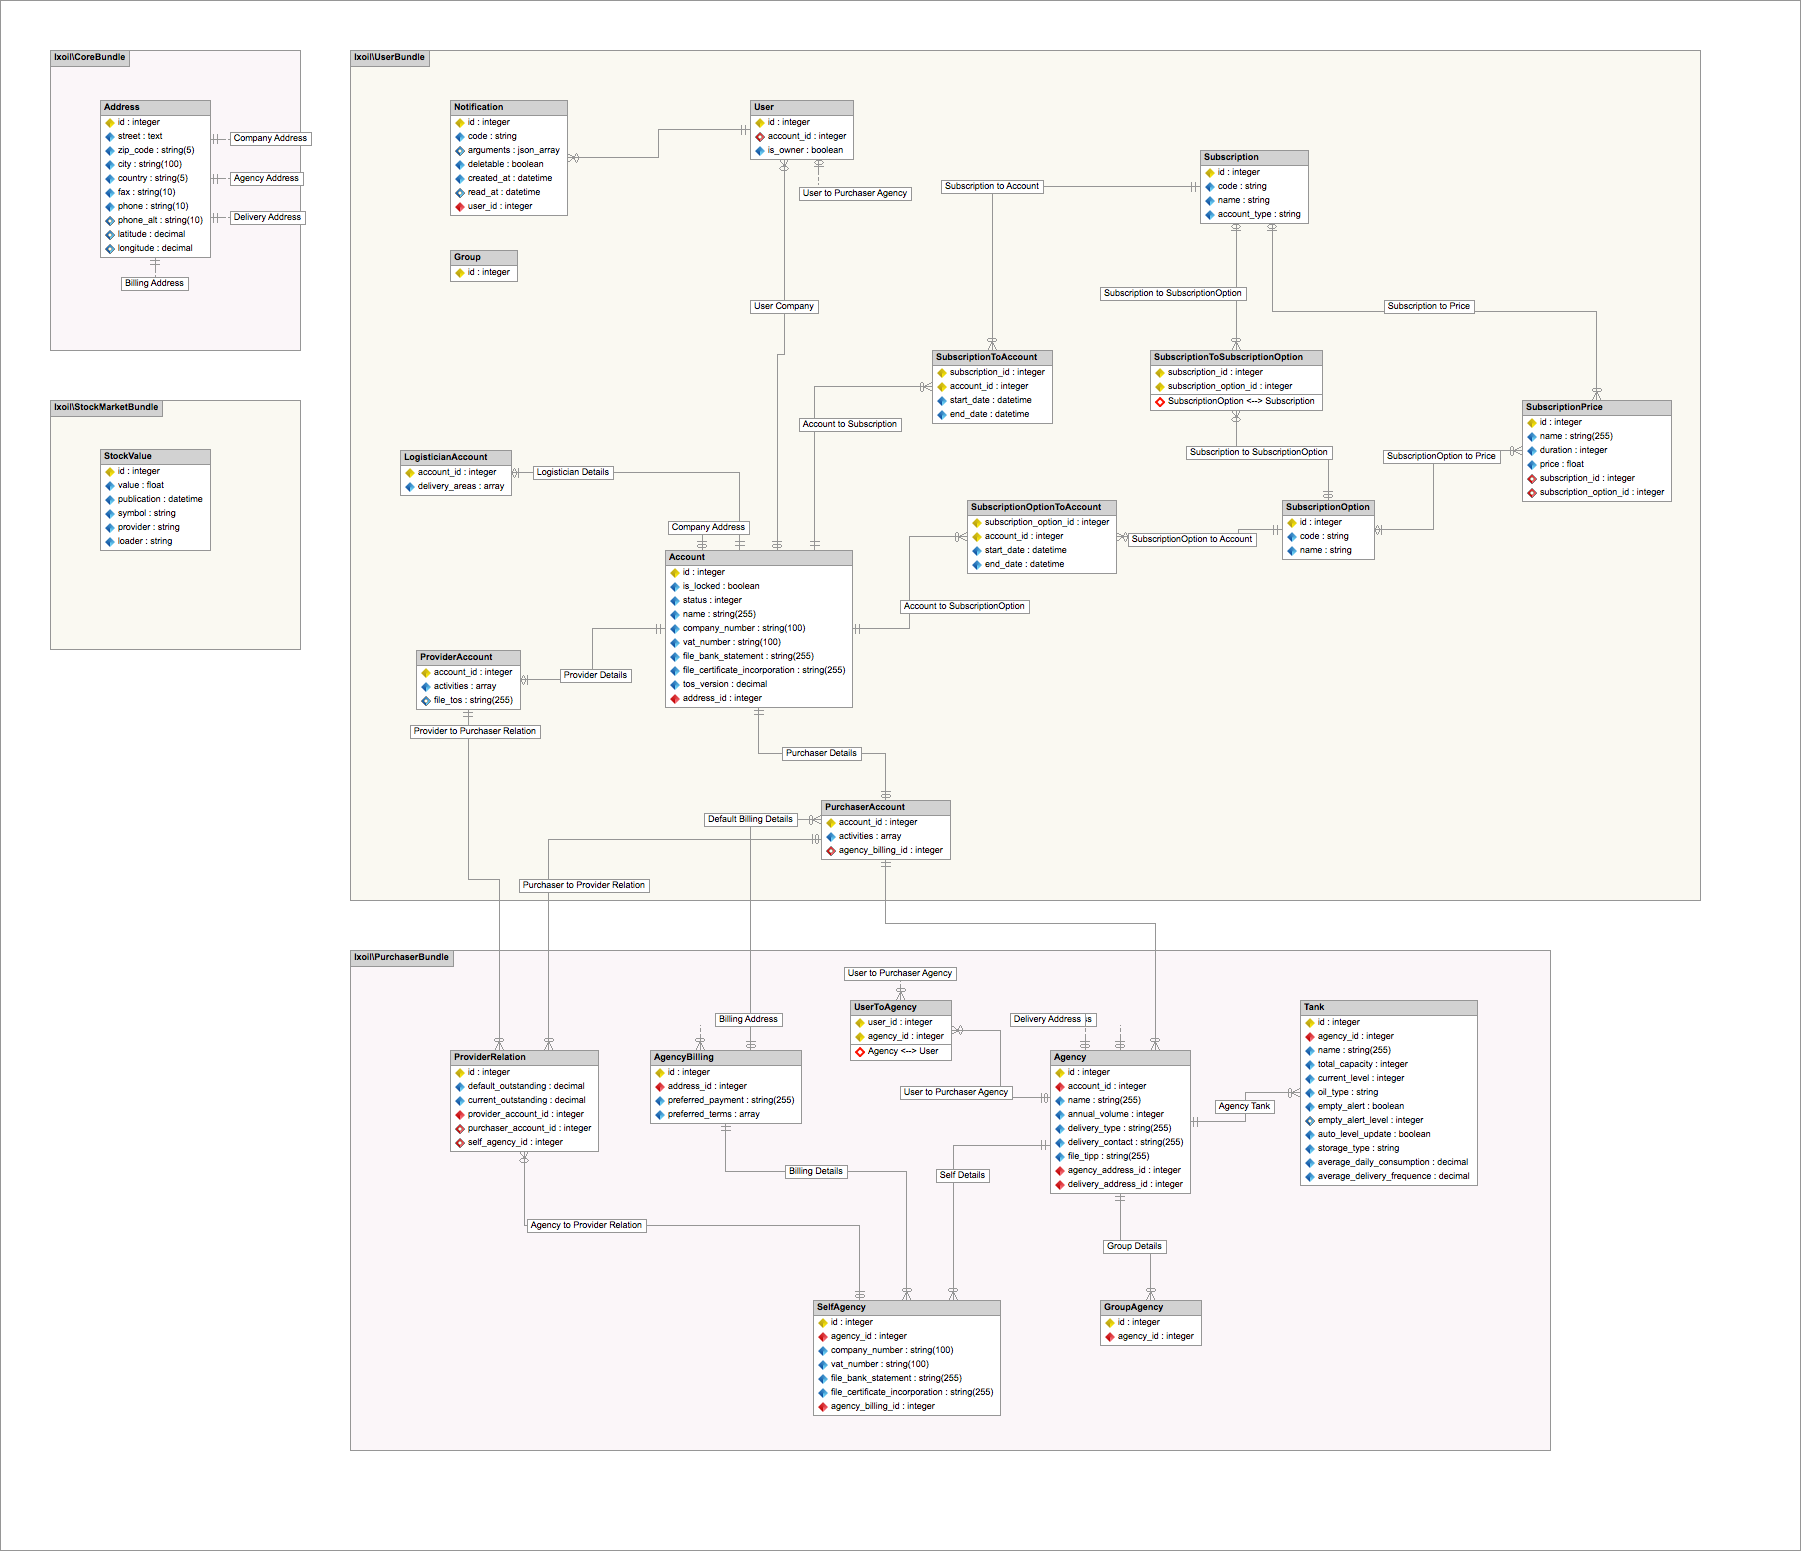 Ixoil\CoreBundle
Address
id : integer
street : text
zip_code : string(5)
city : string(100)
country : string(5)
fax : string(10)
phone : string(10)
phone_alt : string(10)
latitude : decimal
longitude : decimal
Company Address
Agency Address
Delivery Address
Billing Address
Ixoil\StockMarketBundle
StockValue
id : integer
value : float
publication : datetime
symbol : string
provider : string
loader : string
Ixoil\UserBundle
Notification
id : integer
code : string
arguments : json_array
deletable : boolean
created_at : datetime
read_at : datetime
user_id : integer
User
id : integer
account_id : integer
is_owner : boolean
User to Purchaser Agency
Group
id : integer
User Company
Subscription
id : integer
code : string
name : string
account_type : string
Subscription to Account
Subscription to SubscriptionOption
Subscription to Price
SubscriptionToAccount
subscription_id : integer
account_id : integer
start_date : datetime
end_date : datetime
SubscriptionToSubscriptionOption
subscription_id : integer
subscription_option_id : integer
SubscriptionOption <--> Subscription
SubscriptionPrice
id : integer
name : string(255)
duration : integer
price : float
subscription_id : integer
subscription_option_id : integer
Account to Subscription
Subscription to SubscriptionOption
SubscriptionOption to Price
LogisticianAccount
account_id : integer
delivery_areas : array
Logistician Details
Company Address
SubscriptionOptionToAccount
subscription_option_id : integer
account_id : integer
start_date : datetime
end_date : datetime
SubscriptionOption to Account
SubscriptionOption
id : integer
code : string
name : string
Account
id : integer
is_locked : boolean
status : integer
name : string(255)
company_number : string(100)
vat_number : string(100)
file_bank_statement : string(255)
file_certificate_incorporation : string(255)
tos_version : decimal
address_id : integer
Account to SubscriptionOption
ProviderAccount
account_id : integer
activities : array
file_tos : string(255)
Provider Details
Provider to Purchaser Relation
Purchaser Details
PurchaserAccount
account_id : integer
activities : array
agency_billing_id : integer
Default Billing Details
Purchaser to Provider Relation
Ixoil\PurchaserBundle
User to Purchaser Agency
UserToAgency
user_id : integer
agency_id : integer
Agency <--> User
Billing Address
Delivery Address
User to Purchaser Agency
ProviderRelation
id : integer
default_outstanding : decimal
current_outstanding : decimal
provider_account_id : integer
purchaser_account_id : integer
self_agency_id : integer
AgencyBilling
id : integer
address_id : integer
preferred_payment : string(255)
preferred_terms : array
Agency
id : integer
account_id : integer
name : string(255)
annual_volume : integer
delivery_type : string(255)
delivery_contact : string(255)
file_tipp : string(255)
agency_address_id : integer
delivery_address_id : integer
Tank
id : integer
agency_id : integer
name : string(255)
total_capacity : integer
current_level : integer
oil_type : string
empty_alert : boolean
empty_alert_level : integer
auto_level_update : boolean
storage_type : string
average_daily_consumption : decimal
average_delivery_frequence : decimal
Agency Tank
Billing Details
Self Details
Agency to Provider Relation
Group Details
SelfAgency
id : integer
agency_id : integer
company_number : string(100)
vat_number : string(100)
file_bank_statement : string(255)
file_certificate_incorporation : string(255)
agency_billing_id : integer
GroupAgency
id : integer
agency_id : integer